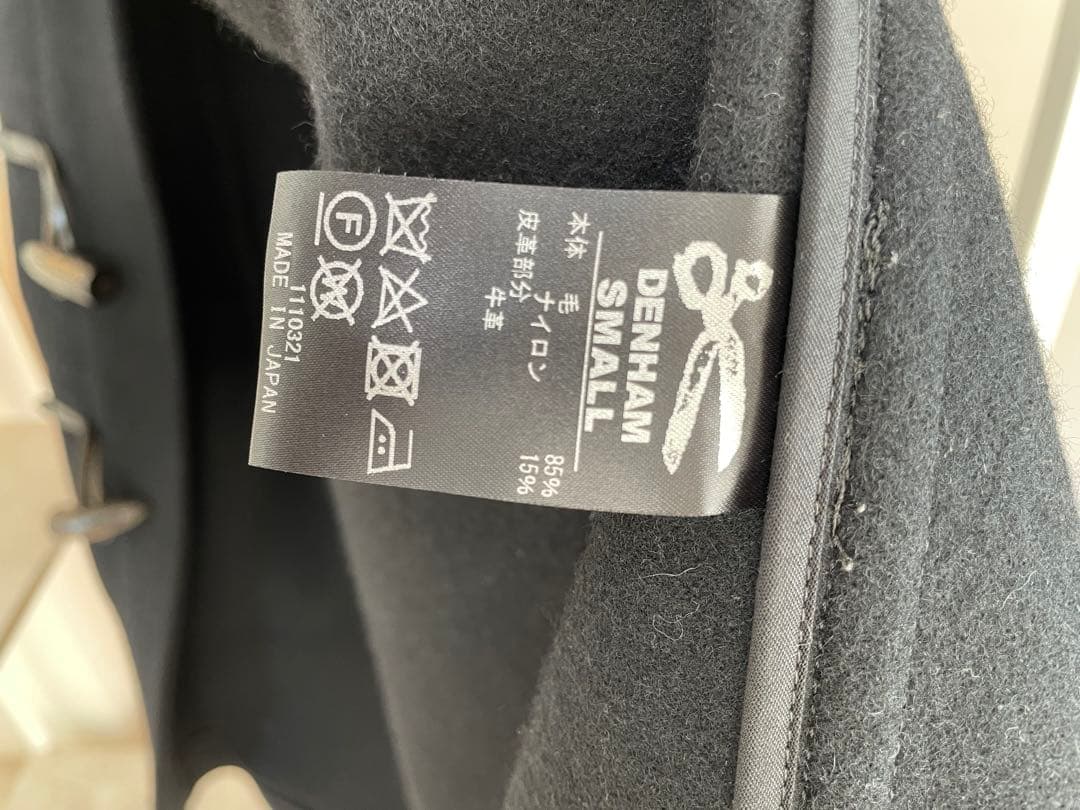 DENHAM
SMALL
本体 毛 85%
ナイロン 15%
皮革部分 牛革
F W
1110321
MADE IN JAPAN